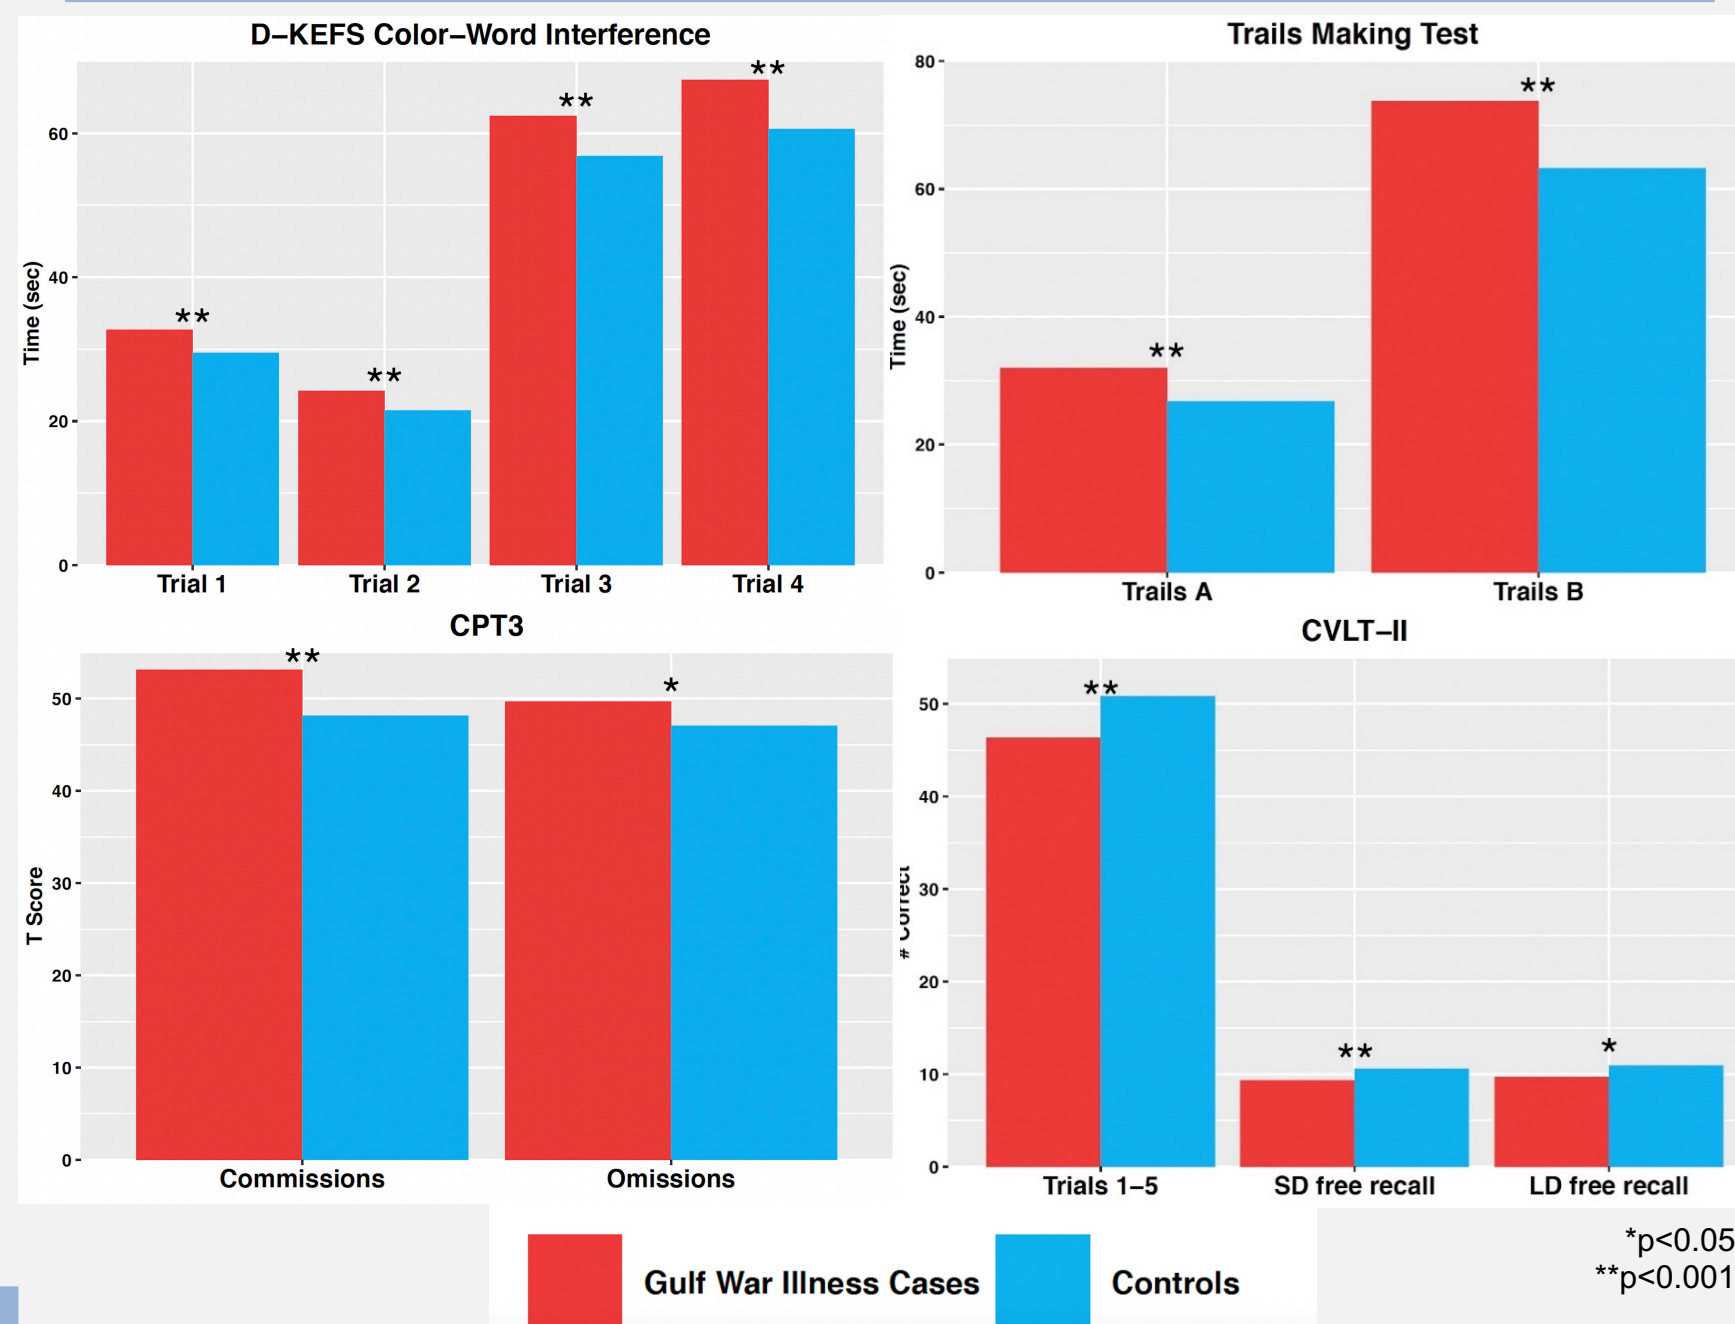 D–KEFS Color–Word Interference
**
**
**
**
60
40
20
0
Time (sec)
Trial 1
Trial 2
Trial 3
Trial 4
Trails Making Test
**
**
80
60
40
20
0
Time (sec)
Trails A
Trails B
CPT3
**
*
50
40
30
20
10
0
T Score
Commissions
Omissions
CVLT–II
**
**
*
50
40
30
20
10
0
# Correct
Trials 1–5
SD free recall
LD free recall
Gulf War Illness Cases
Controls
*p<0.05
**p<0.001